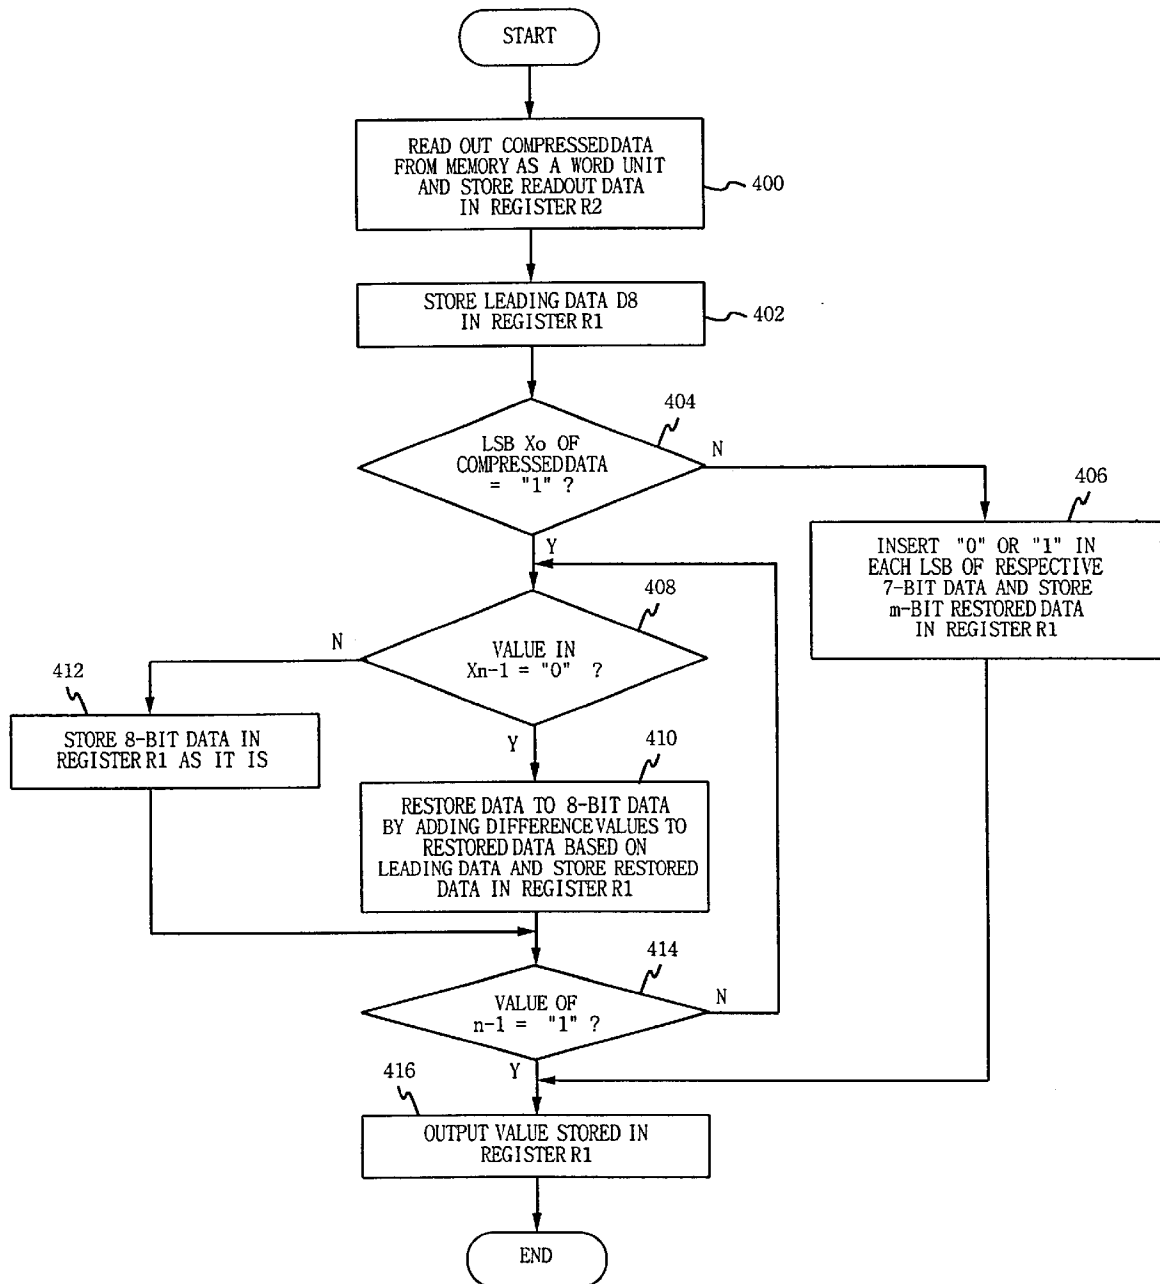 START
READ OUT COMPRESSED DATA
FROM MEMORY AS A WORD UNIT
AND STORE READOUT DATA
IN REGISTER R2
400
STORE LEADING DATA D8
IN REGISTER R1
402
404
LSB Xo OF
COMPRESSED DATA
= "1" ?
N
Y
406
INSERT "0" OR "1" IN
EACH LSB OF RESPECTIVE
7-BIT DATA AND STORE
m-BIT RESTORED DATA
IN REGISTER R1
408
VALUE IN
Xn-1 = "0" ?
N
Y
412
STORE 8-BIT DATA IN
REGISTER R1 AS IT IS
410
RESTORE DATA TO 8-BIT DATA
BY ADDING DIFFERENCE VALUES TO
RESTORED DATA BASED ON
LEADING DATA AND STORE RESTORED
DATA IN REGISTER R1
414
VALUE OF
n-1 = "1" ?
N
Y
416
OUTPUT VALUE STORED IN
REGISTER R1
END